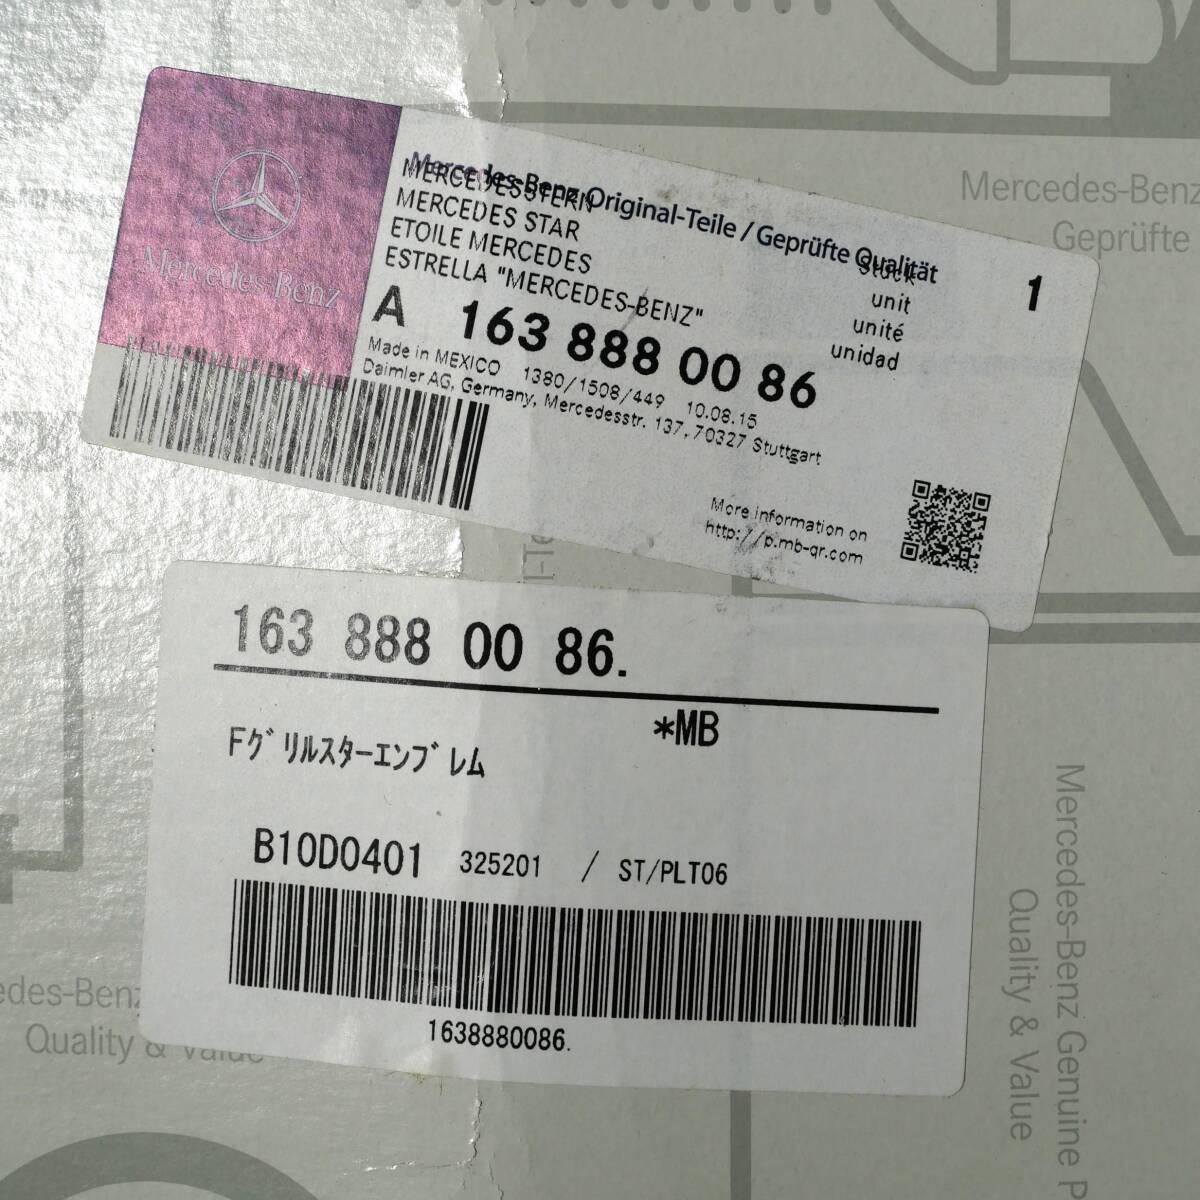 Mercedes-Benz
Mercedes-Benz Original-Teile / Geprüfte Qualität
MERCEDESSTERN
MERCEDES STAR
ETOILE MERCEDES
ESTRELLA "MERCEDES-BENZ"
Stück 1
unit
unité
unidad
A 163 888 00 86
Made in MEXICO 1380/1508/449 10.08.15
Daimler AG, Germany, Mercedesstr. 137, 70327 Stuttgart
More information on
http://p.mb-qr.com
163 888 00 86.
*MB
Fｸﾞﾘﾙｽﾀｰｴﾝﾌﾞﾚﾑ
B10D0401 325201 / ST/PLT06
1638880086.
Mercedes-Benz
Geprüfte
edes-Benz
Quality & Value
Mercedes-Benz Genuine P
Quality & Value